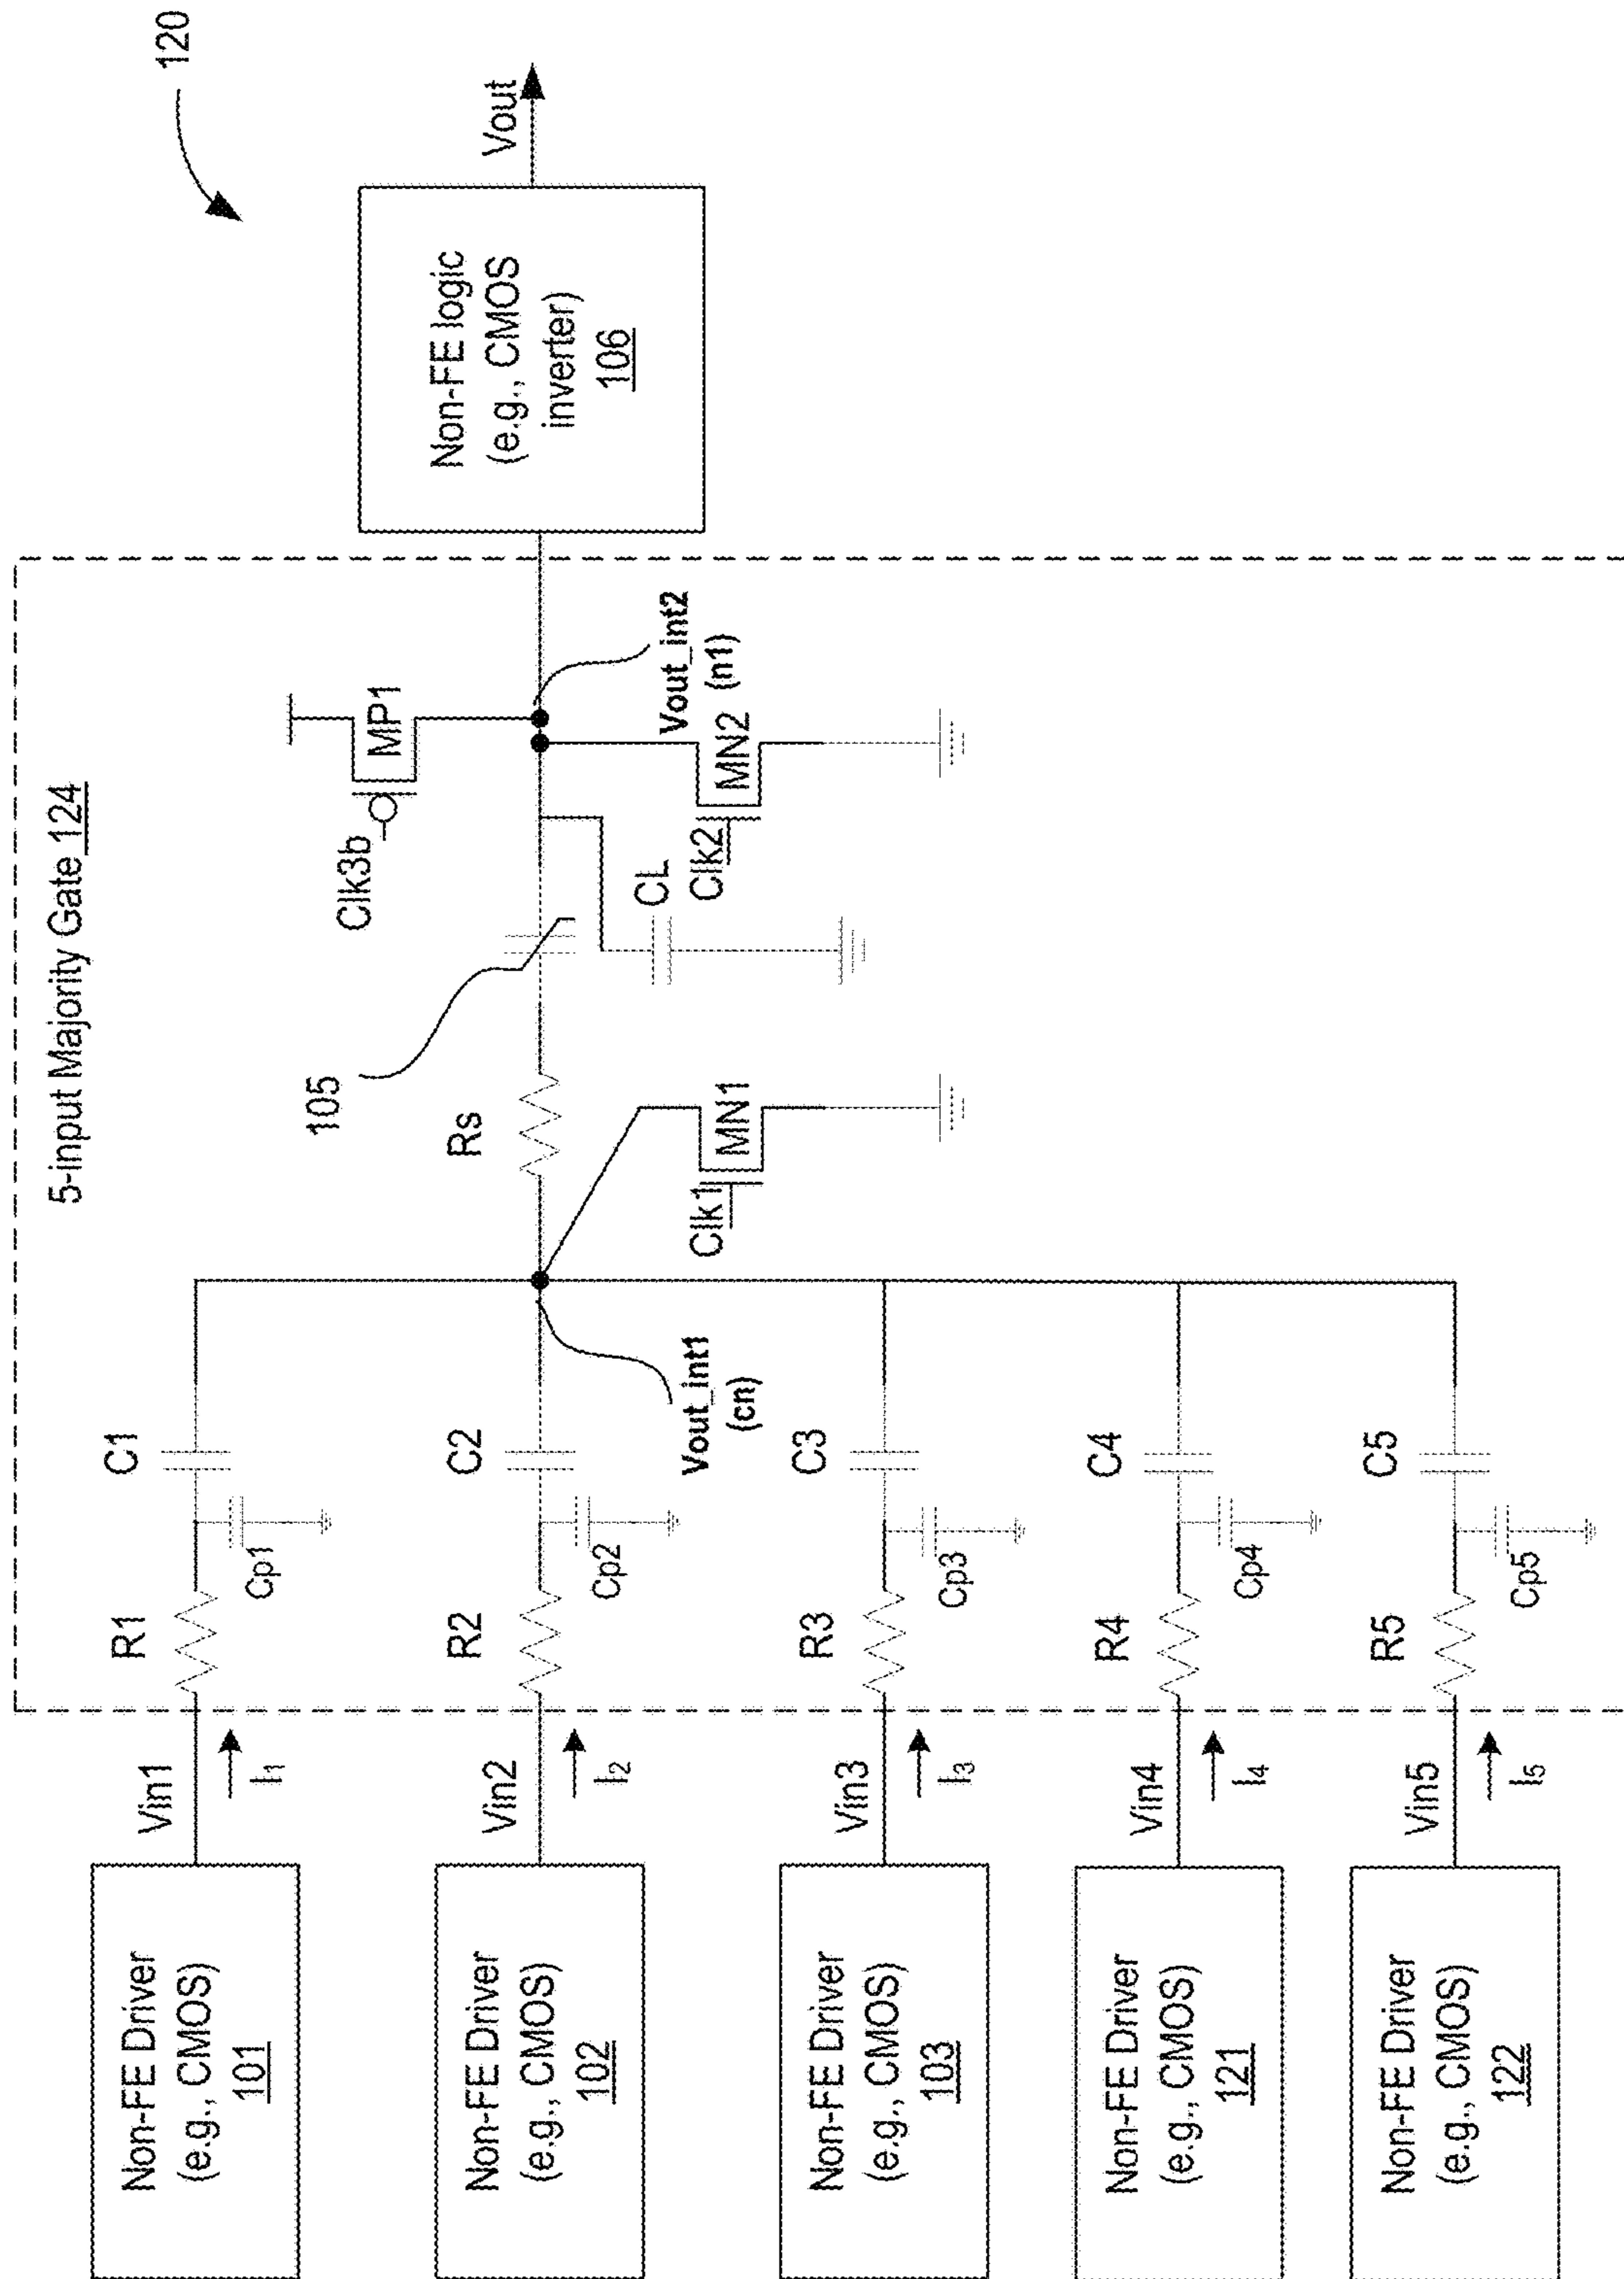 120
5-input Majority Gate 124
Non-FE Driver
(e.g., CMOS)
101
Vin1
I1
R1
Cp1
C1
Non-FE Driver
(e.g., CMOS)
102
Vin2
I2
R2
Cp2
C2
Vout_int1
(cn)
Non-FE Driver
(e.g., CMOS)
103
Vin3
I3
R3
Cp3
C3
Non-FE Driver
(e.g., CMOS)
121
Vin4
I4
R4
Cp4
C4
Non-FE Driver
(e.g., CMOS)
122
Vin5
I5
R5
Cp5
C5
Rs
105
Clk1
MN1
CL
Clk3b
MP1
Clk2
MN2
Vout_int2
(n1)
Non-FE logic
(e.g., CMOS
inverter)
106
Vout